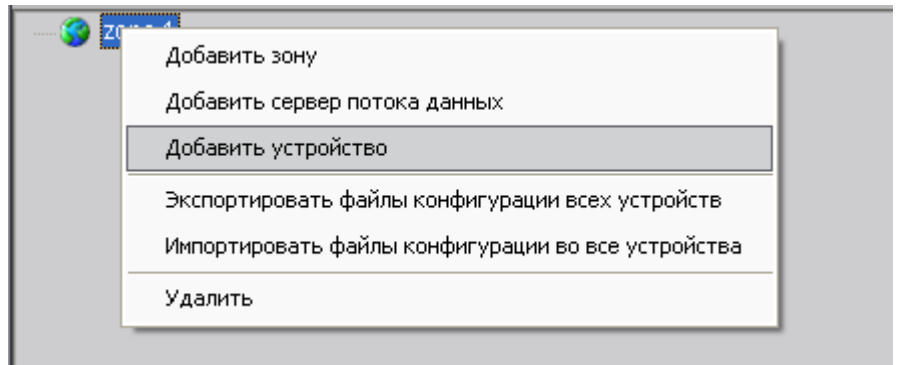 Добавить зону
Добавить сервер потока данных
Добавить устройство
Экспортировать файлы конфигурации всех устройств
Импортировать файлы конфигурации во все устройства
Удалить